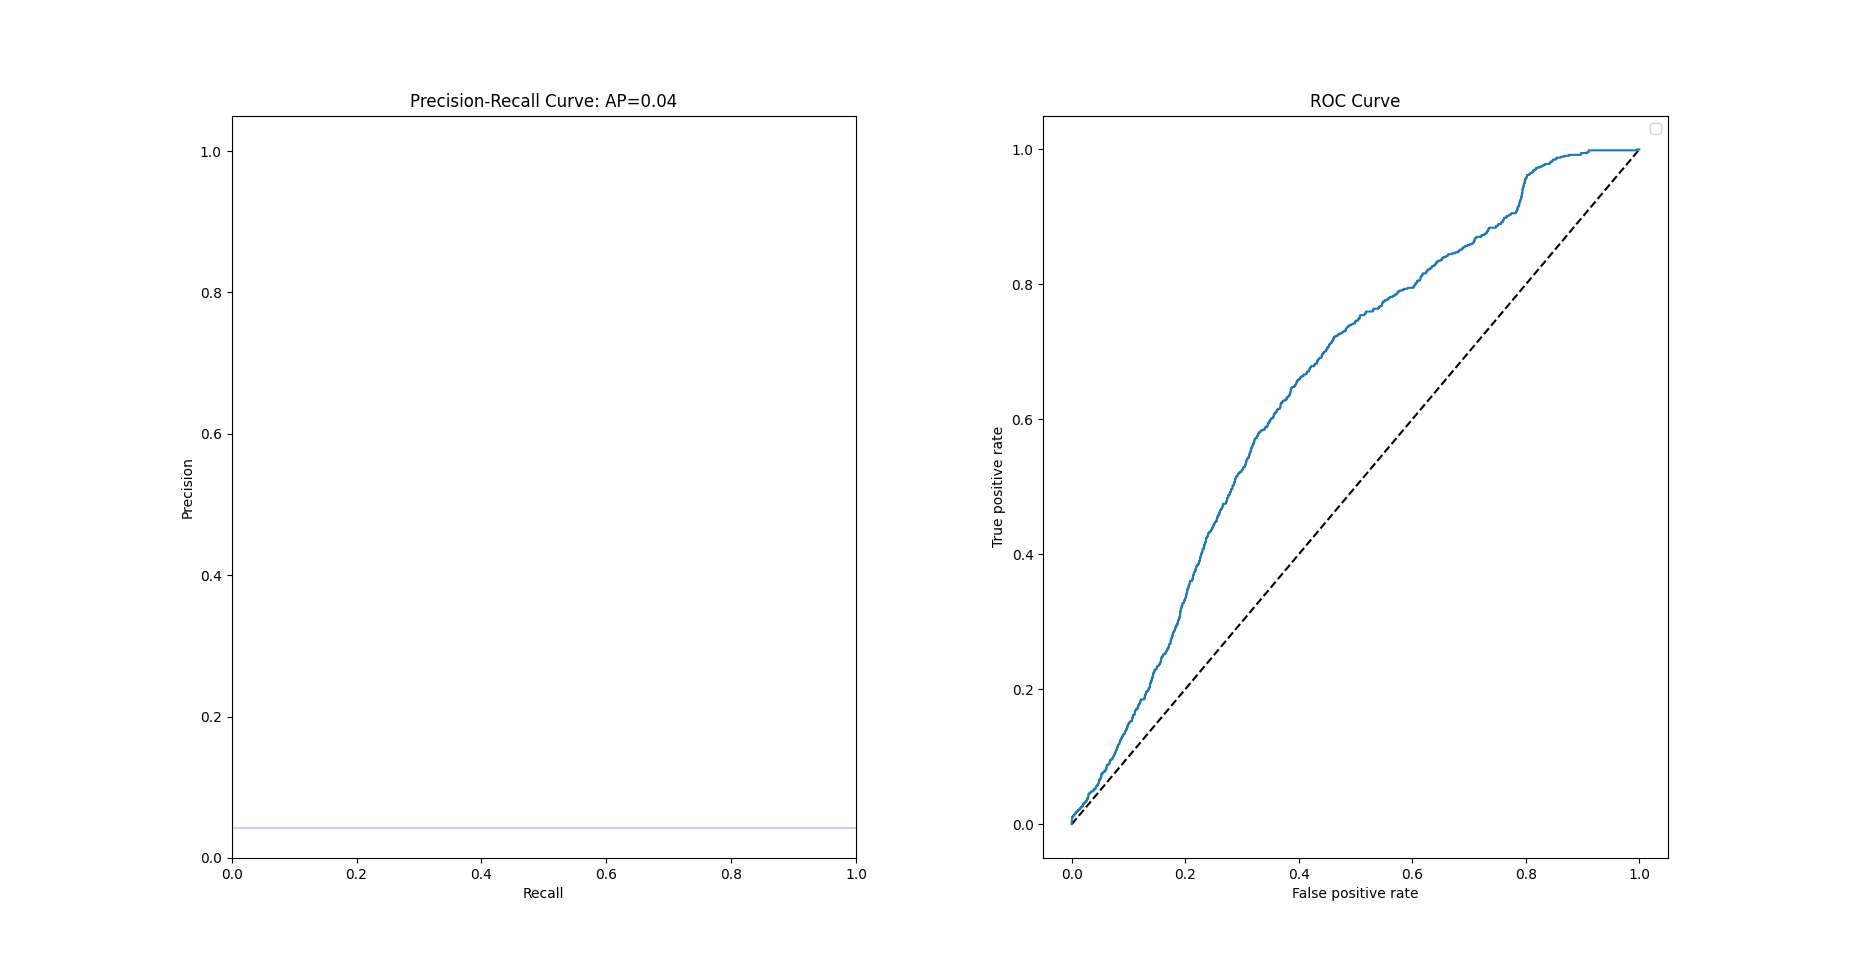 Precision-Recall Curve: AP=0.04
1.0
0.8
0.6
0.4
0.2
0.0
Precision
0.0 0.2 0.4 0.6 0.8 1.0
Recall
ROC Curve
1.0
0.8
0.6
0.4
0.2
0.0
True positive rate
0.0 0.2 0.4 0.6 0.8 1.0
False positive rate